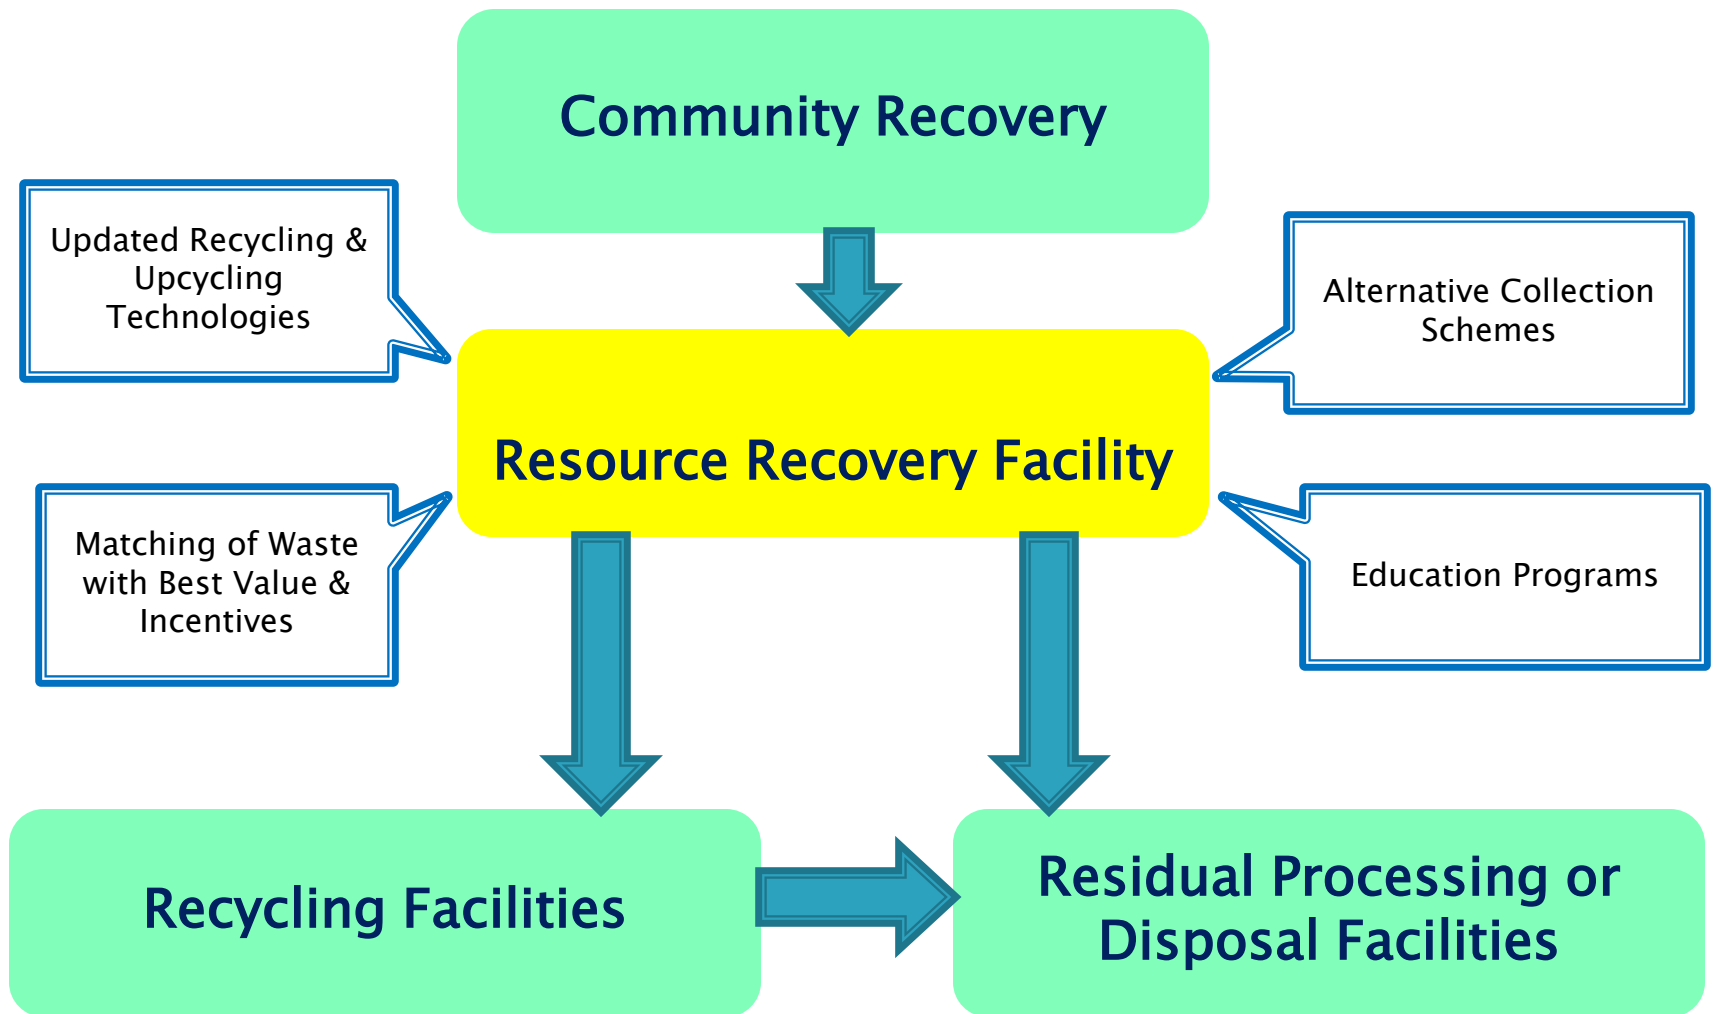 Community Recovery
Updated Recycling &
Upcycling
Technologies
Alternative Collection
Schemes
Resource Recovery Facility
Matching of Waste
with Best Value &
Incentives
Education Programs
Recycling Facilities
Residual Processing or
Disposal Facilities